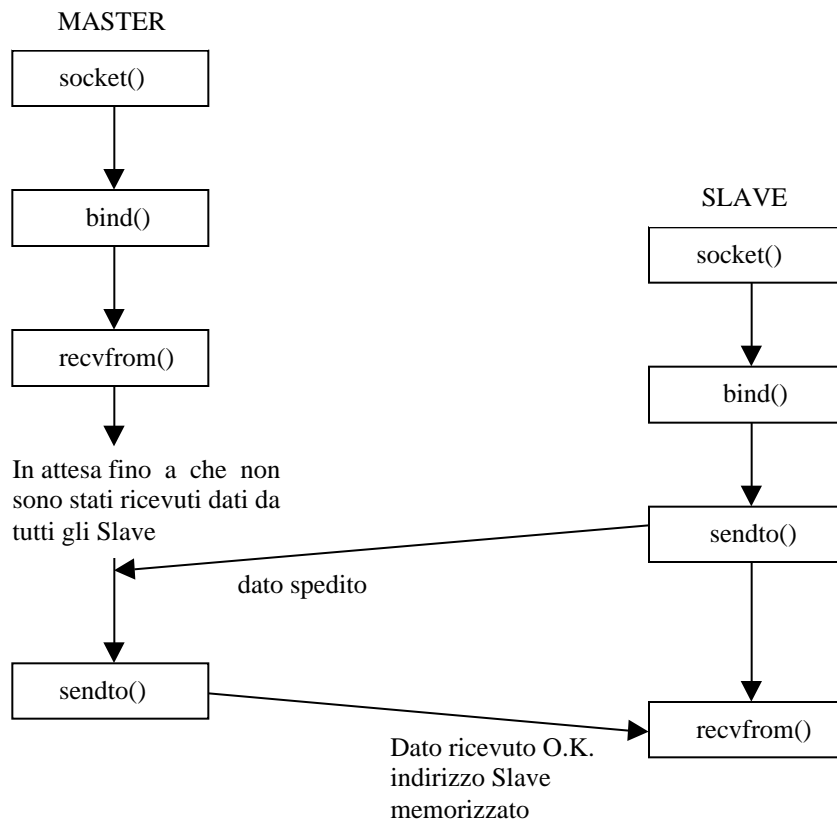 MASTER
socket()
bind()
recvfrom()
In attesa fino a che non
sono stati ricevuti dati da
tutti gli Slave
sendto()
SLAVE
socket()
bind()
sendto()
dato spedito
recvfrom()
Dato ricevuto O.K.
indirizzo Slave
memorizzato